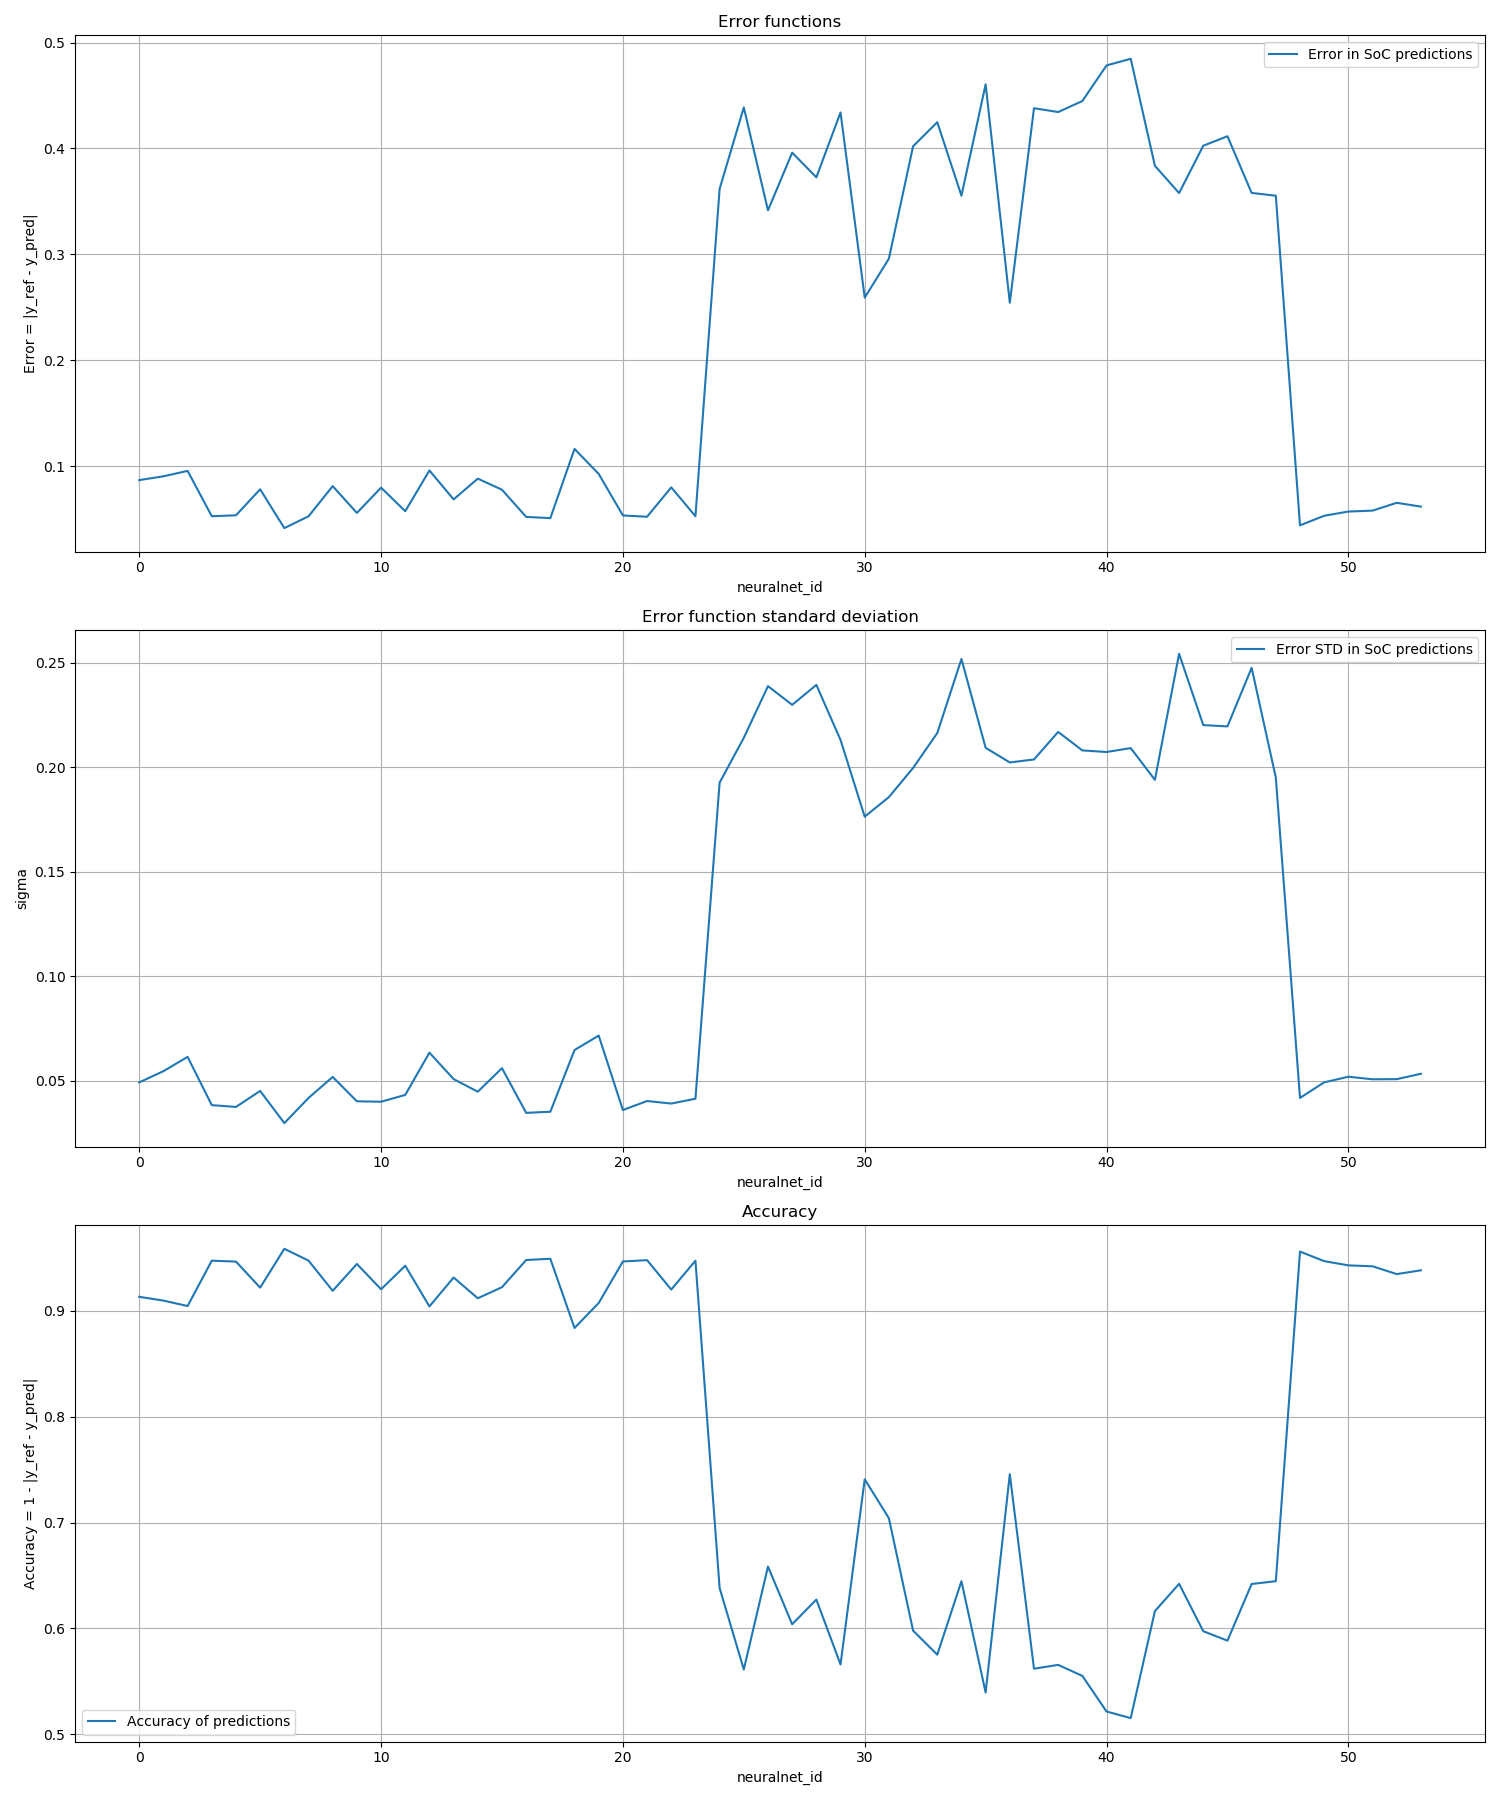 Error functions
Error in SoC predictions
Error = |y_ref - y_pred|
0.5
0.4
0.3
0.2
0.1
0 10 20 30 40 50
neuralnet_id
Error function standard deviation
Error STD in SoC predictions
sigma
0.25
0.20
0.15
0.10
0.05
0 10 20 30 40 50
neuralnet_id
Accuracy
Accuracy = 1 - |y_ref - y_pred|
0.9
0.8
0.7
0.6
0.5
Accuracy of predictions
0 10 20 30 40 50
neuralnet_id